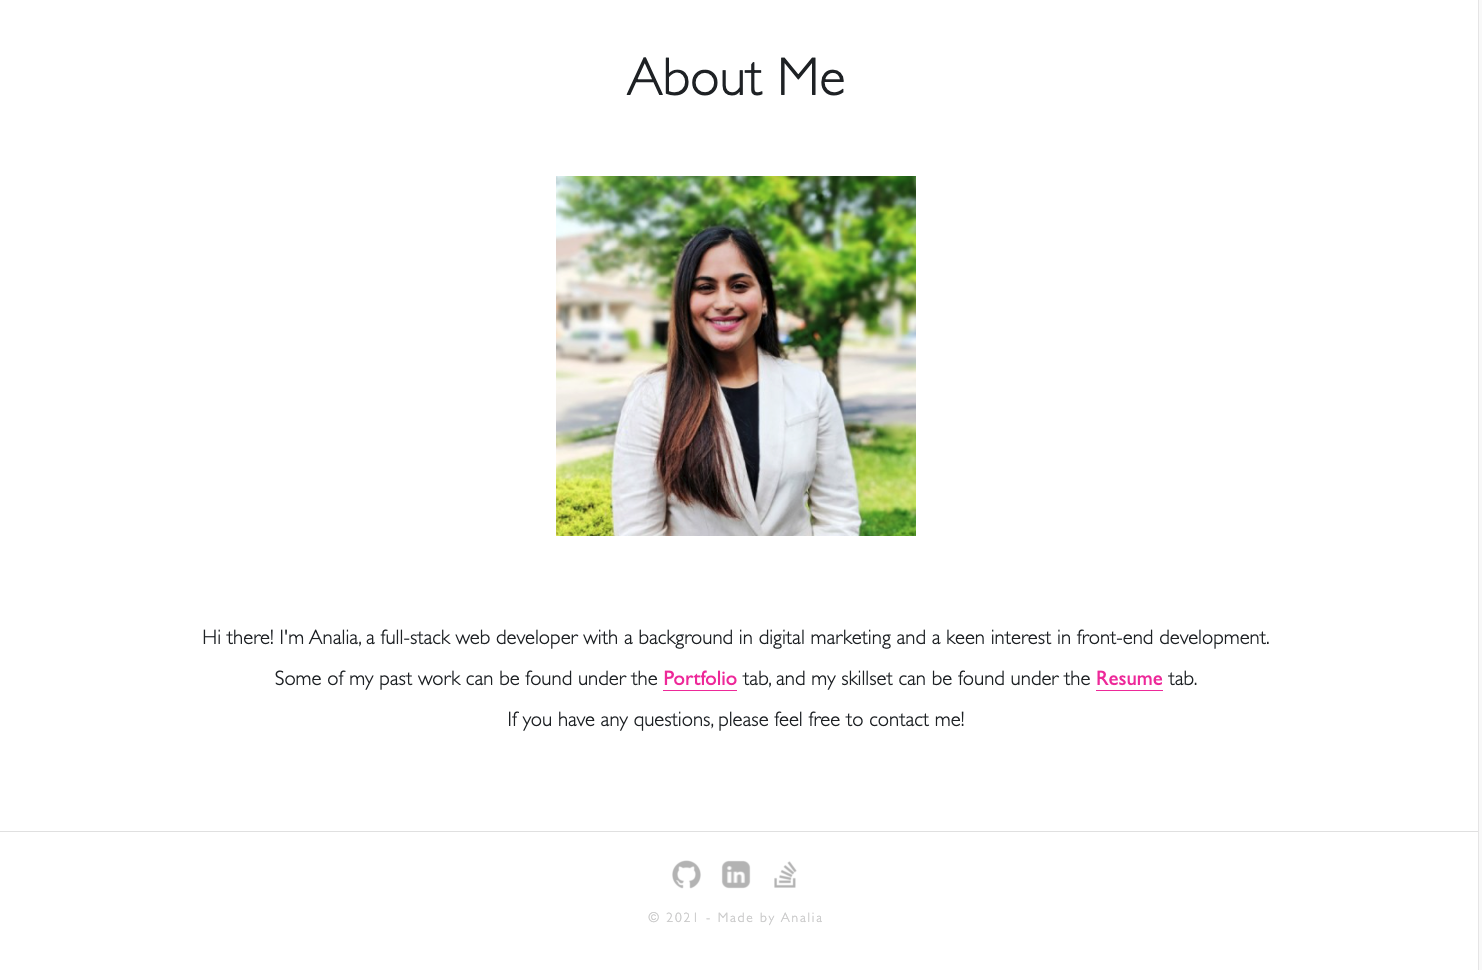 About Me
Hi there! I'm Analia, a full-stack web developer with a background in digital marketing and a keen interest in front-end development.
Some of my past work can be found under the Portfolio tab, and my skillset can be found under the Resume tab.
If you have any questions, please feel free to contact me!
in
© 2021 - Made by Analia